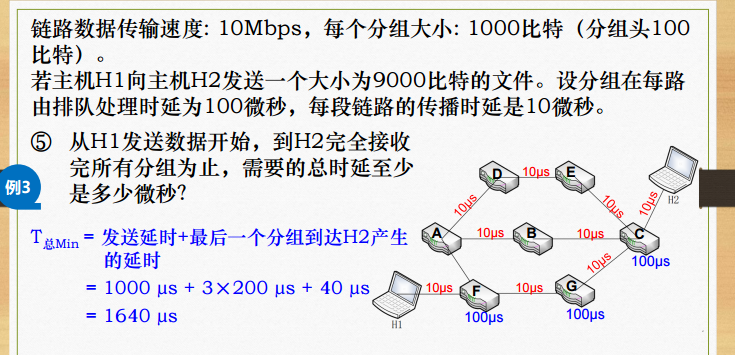 链路数据传输速度: 10Mbps，每个分组大小: 1000比特（分组头100
比特）。
若主机H1向主机H2发送一个大小为9000比特的文件。设分组在每路
由排队处理时延为100微秒，每段链路的传播时延是10微秒。
⑤ 从H1发送数据开始，到H2完全接收
完所有分组为止，需要的总时延至少
是多少微秒?
例3
T总Min = 发送延时+最后一个分组到达H2产生
的延时
= 1000 μs + 3×200 μs + 40 μs
= 1640 μs
D
10μs
E
10μs
10μs
10μs
H2
A
10μs
B
10μs
C
100μs
10μs
10μs
F
10μs
G
H1
100μs
100μs